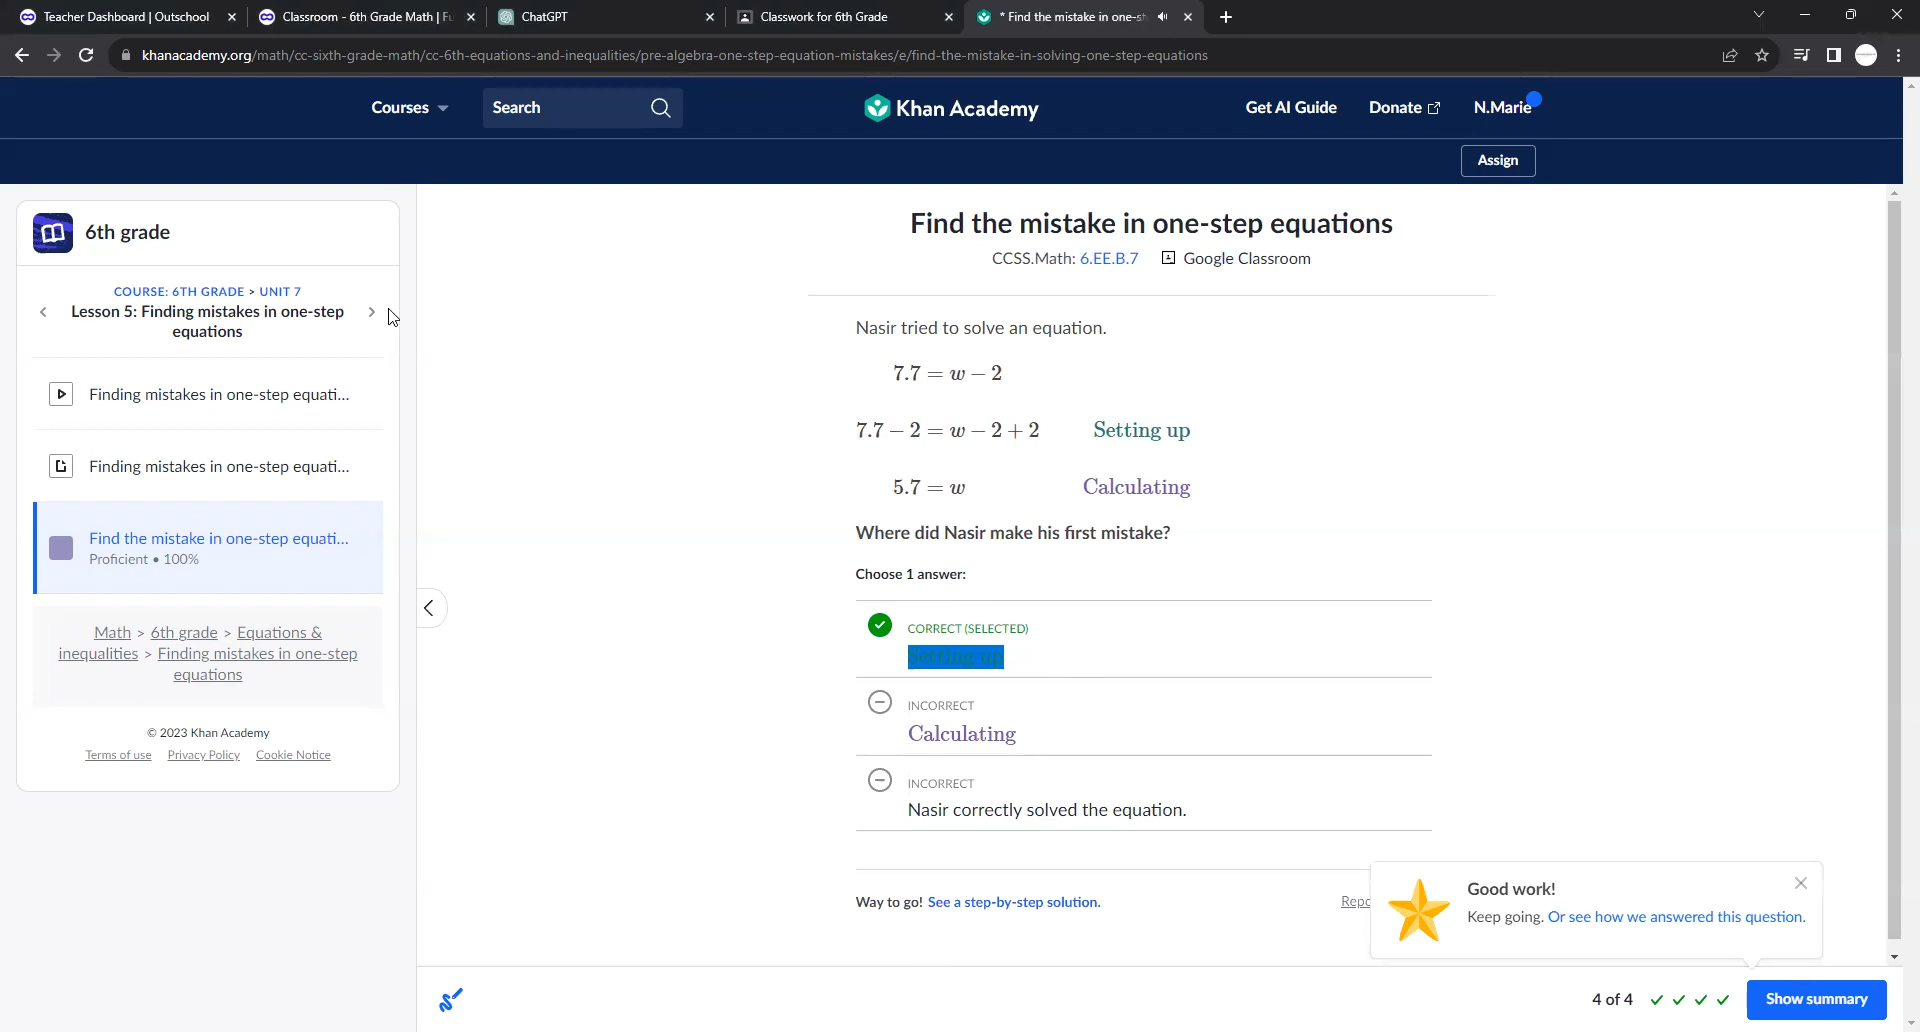 Teacher Dashboard | Outschool
Classroom - 6th Grade Math | Fu
ChatGPT
Classwork for 6th Grade
* Find the mistake in one-st
khanacademy.org/math/cc-sixth-grade-math/cc-6th-equations-and-inequalities/pre-algebra-one-step-equation-mistakes/e/find-the-mistake-in-solving-one-step-equations
Courses
Search
Khan Academy
Get AI Guide
Donate
N.Marie
Assign
6th grade
COURSE: 6TH GRADE > UNIT 7
Lesson 5: Finding mistakes in one-step
equations
Finding mistakes in one-step equati...
Finding mistakes in one-step equati...
Find the mistake in one-step equati...
Proficient • 100%
Math > 6th grade > Equations &
inequalities > Finding mistakes in one-step
equations
© 2023 Khan Academy
Terms of use Privacy Policy Cookie Notice
Find the mistake in one-step equations
CCSS.Math: 6.EE.B.7 Google Classroom
Nasir tried to solve an equation.
7.7 = w − 2
7.7 − 2 = w − 2 + 2 Setting up
5.7 = w Calculating
Where did Nasir make his first mistake?
Choose 1 answer:
CORRECT (SELECTED)
Setting up
INCORRECT
Calculating
INCORRECT
Nasir correctly solved the equation.
Way to go! See a step-by-step solution.
Repo
Good work!
Keep going. Or see how we answered this question.
4 of 4
Show summary